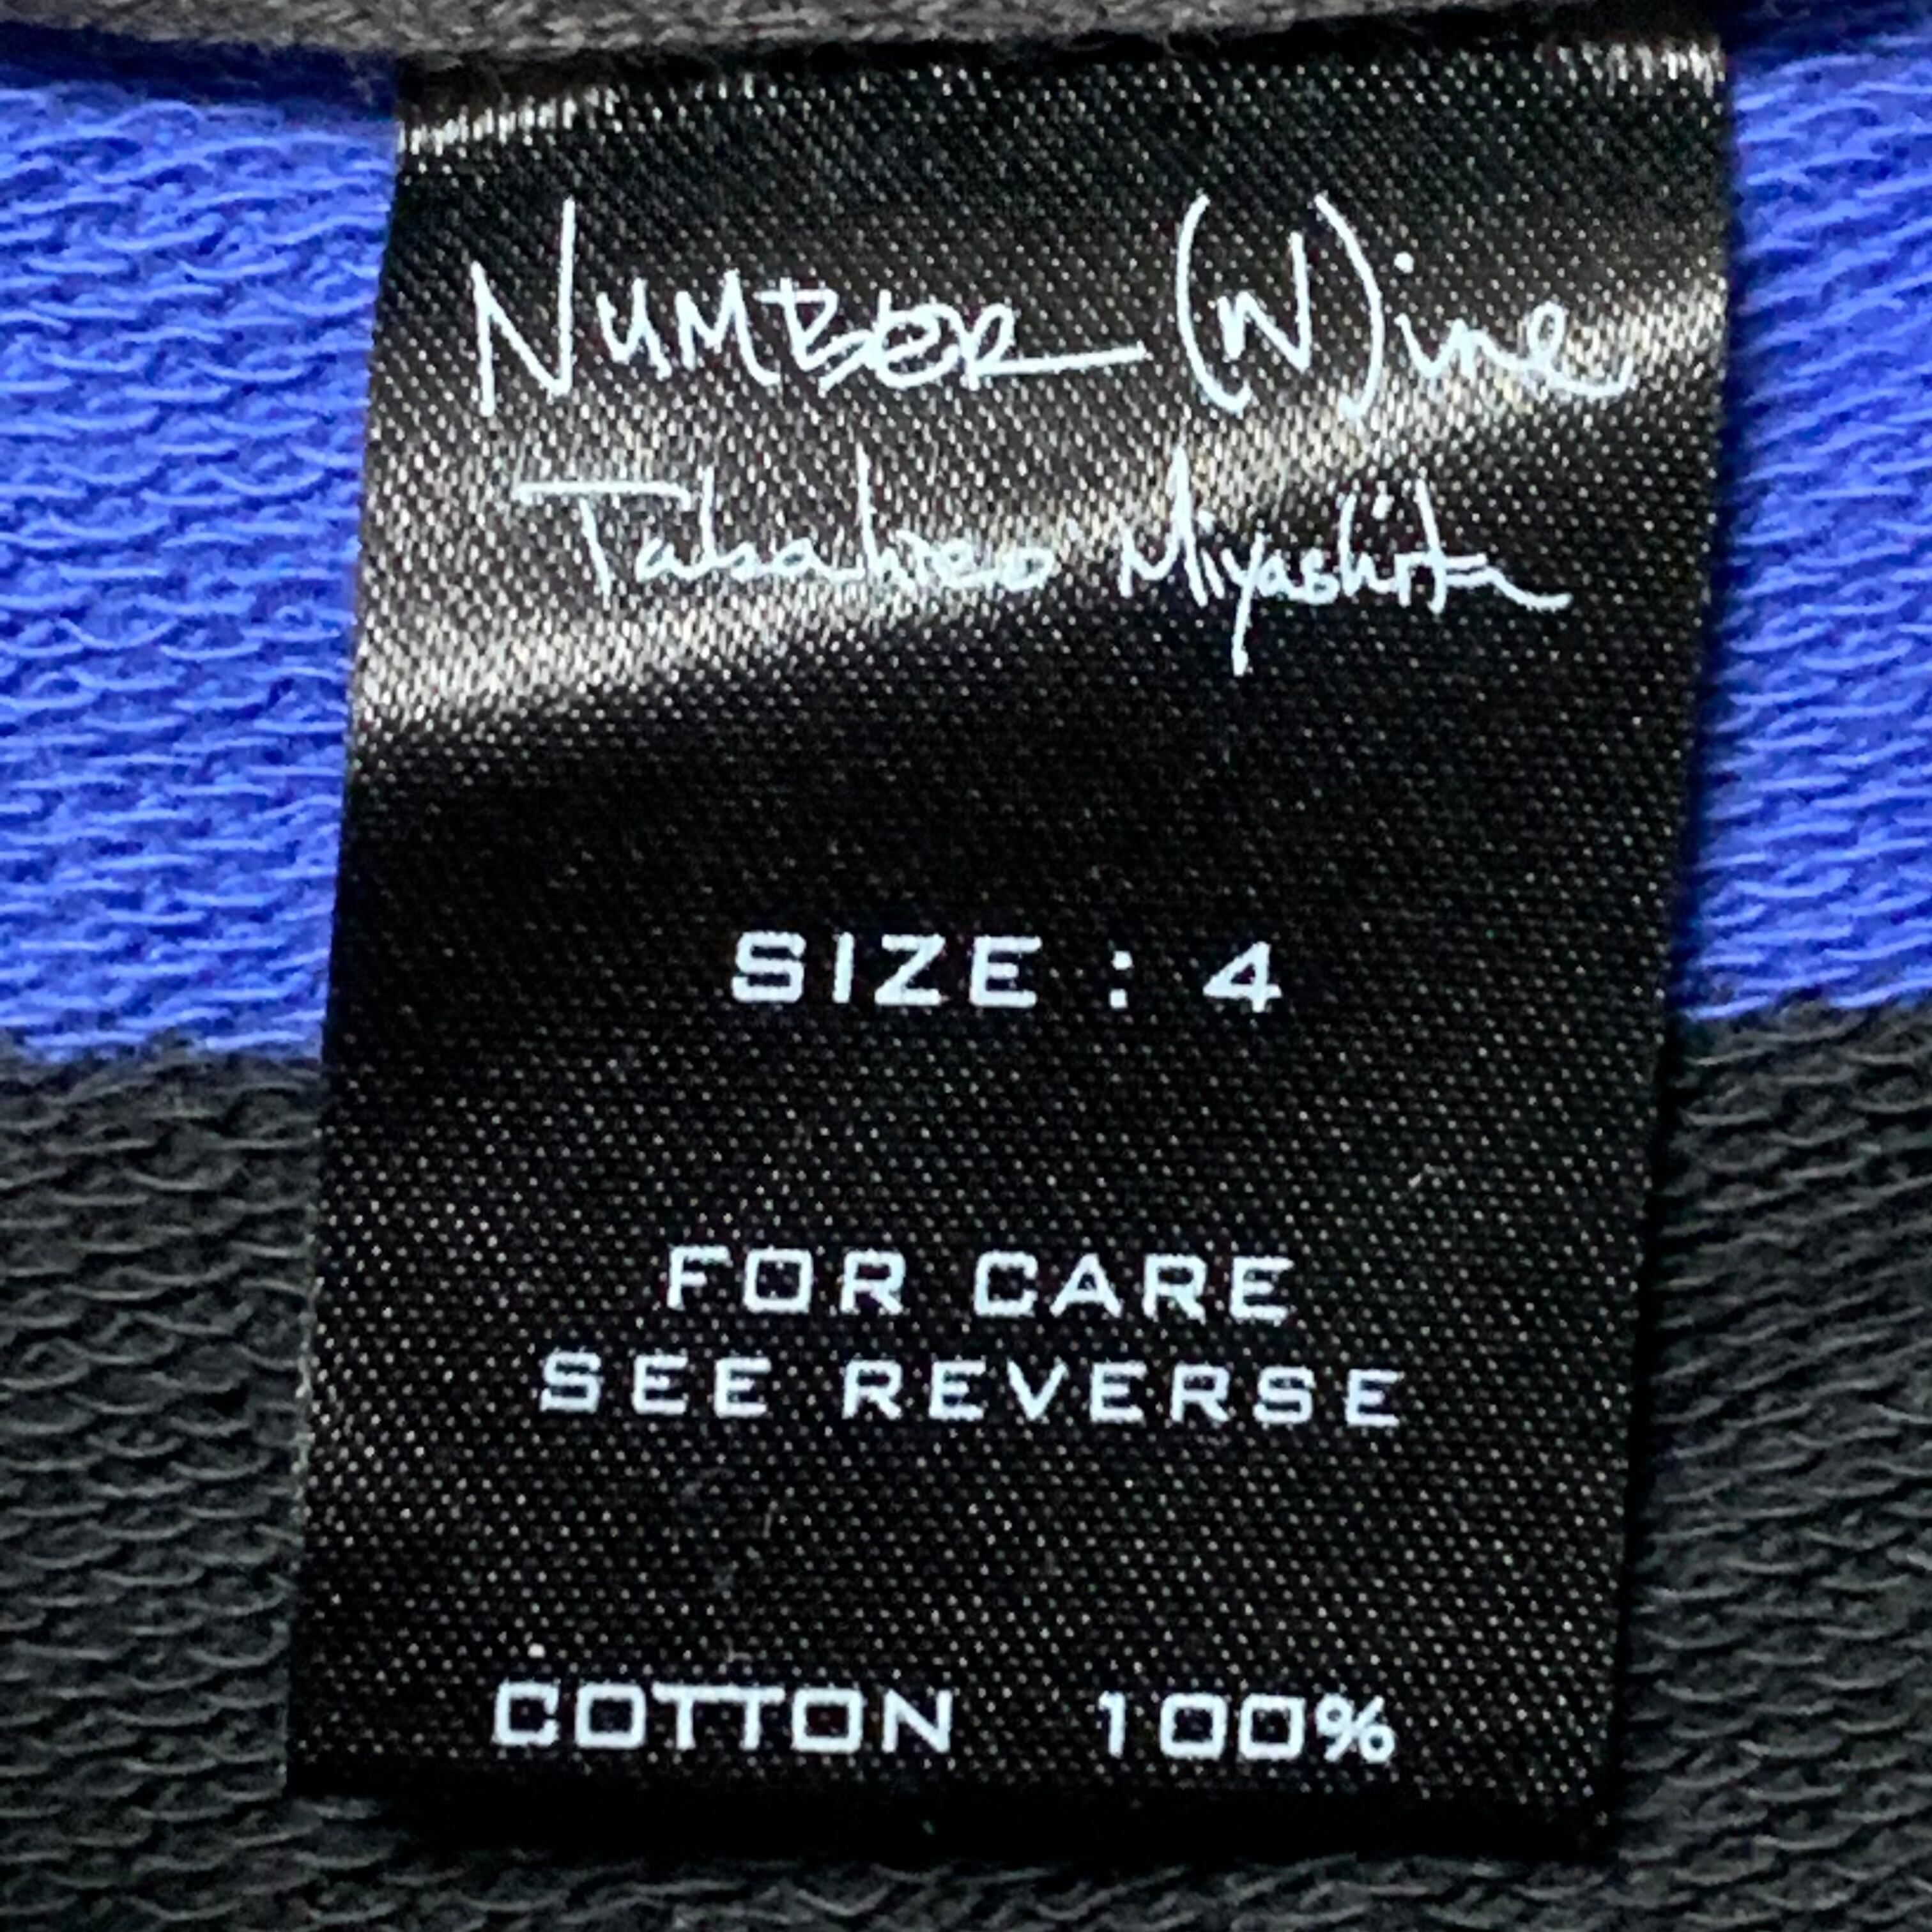 NUMBER (N)ine
Takahiro Miyashita
SIZE : 4
FOR CARE
SEE REVERSE
COTTON 100%